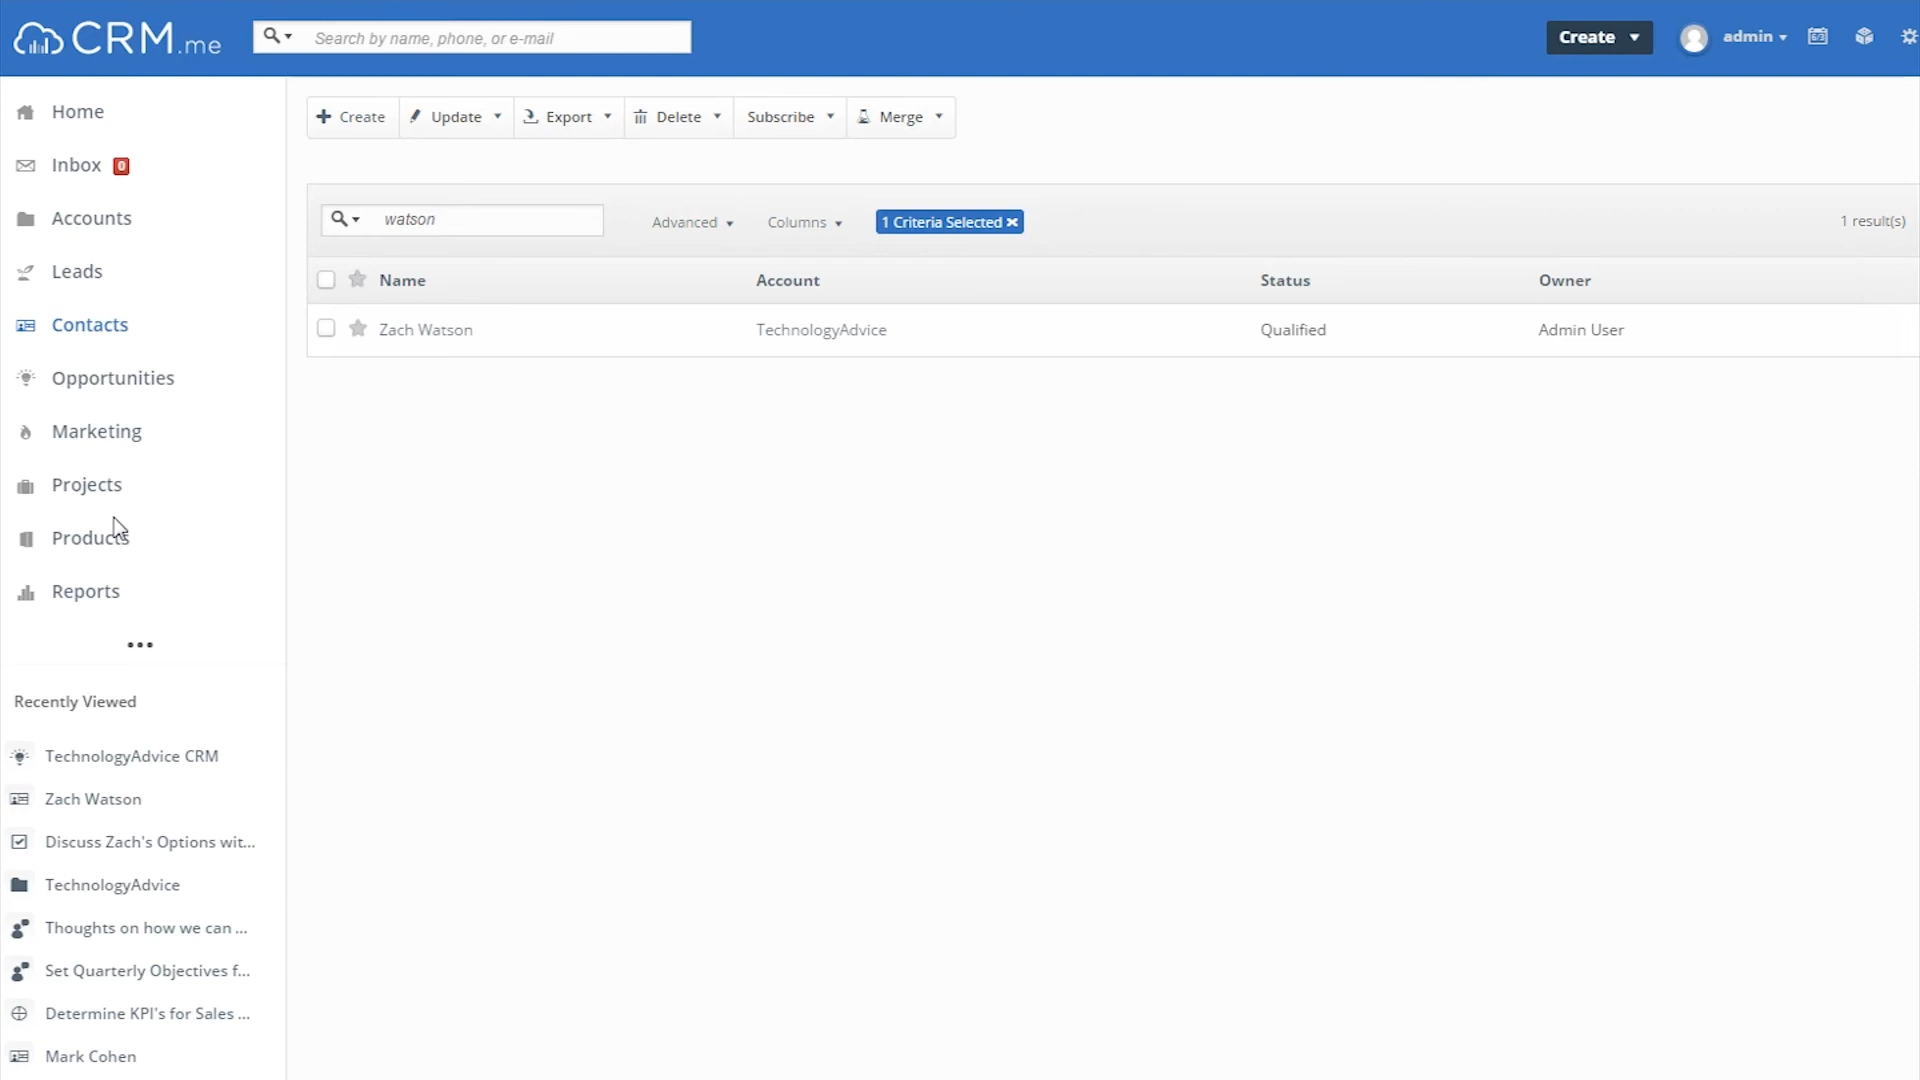 CRM.me
Search by name, phone, or e-mail
Create
admin
Home
Inbox 0
Accounts
Leads
Contacts
Opportunities
Marketing
Projects
Products
Reports
•••
Recently Viewed
TechnologyAdvice CRM
Zach Watson
Discuss Zach's Options wit...
TechnologyAdvice
Thoughts on how we can ...
Set Quarterly Objectives f...
Determine KPI's for Sales ...
Mark Cohen
Create Update Export Delete Subscribe Merge
watson Advanced Columns 1 Criteria Selected 1 result(s)
Name Account Status Owner
Zach Watson TechnologyAdvice Qualified Admin User